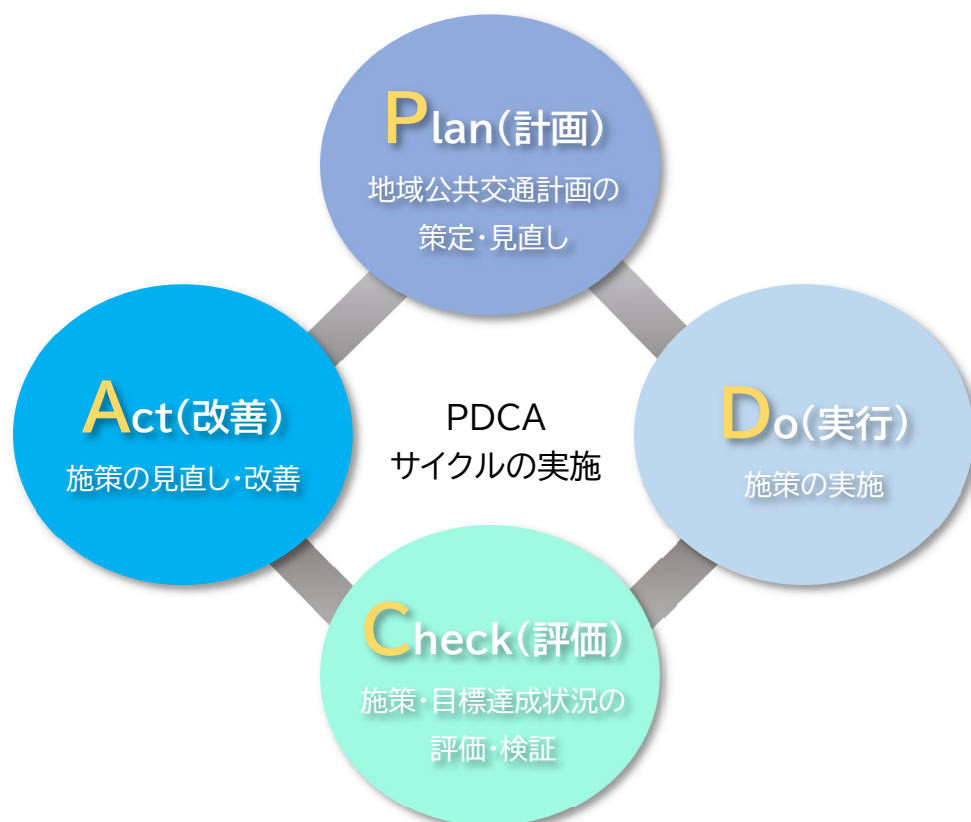 Plan(計画)
地域公共交通計画の
策定・見直し
Act(改善)
施策の見直し・改善
PDCA
サイクルの実施
Do(実行)
施策の実施
Check(評価)
施策・目標達成状況の
評価・検証